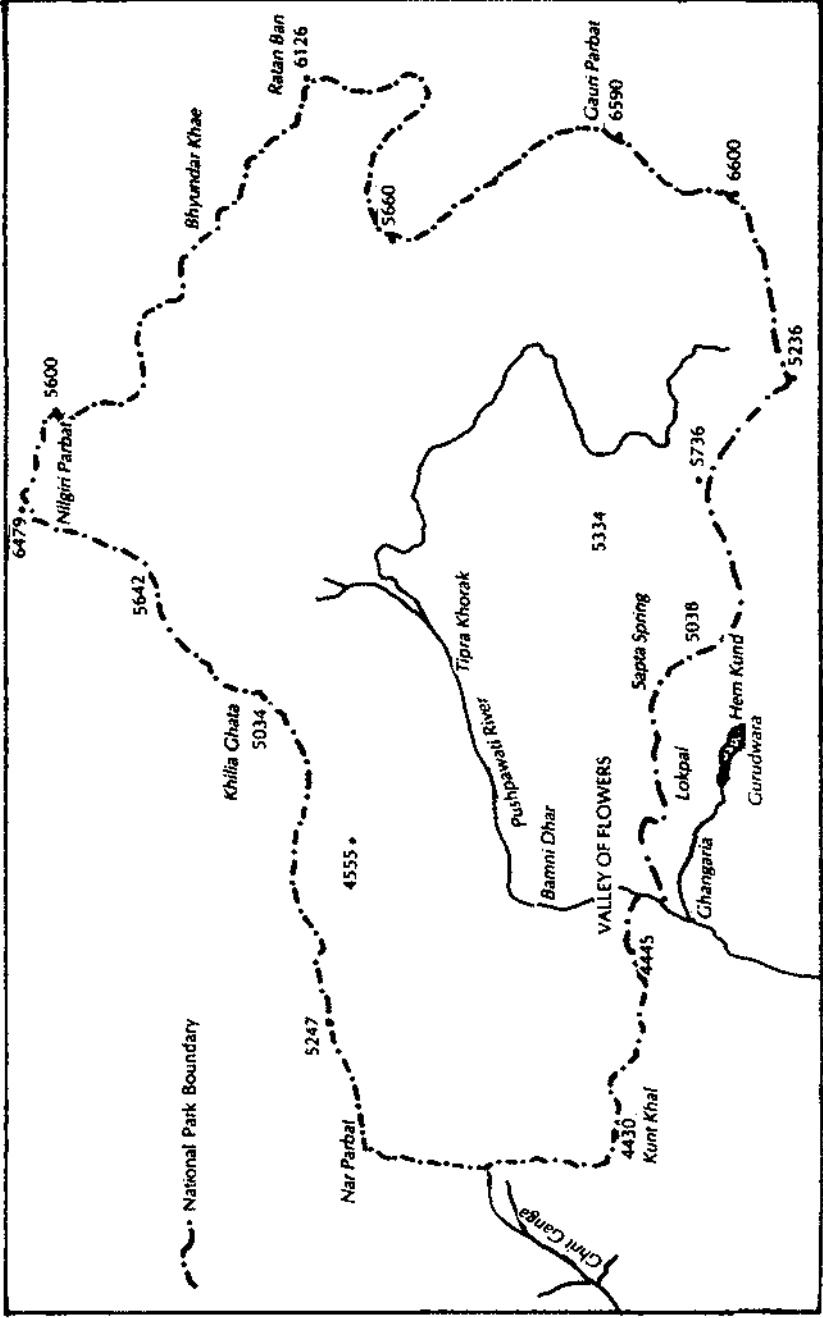 6479
5600
Nilgiri Parbat
5642
National Park Boundary
Bhyundar Khae
Khilia Ghata
5034
Ratan Ban
6126
5247
Nar Parbat
4555
5660
Tipra Khorak
Pushpawati River
Bamni Dhar
Ghrit Ganga
Gauri Parbat
6590
5334
VALLEY OF FLOWERS
4430
Kunt Khal
4445
Sapta Spring
Lokpal
5038
5736
Ghangaria
6600
Hem Kund
Gurudwara
5236